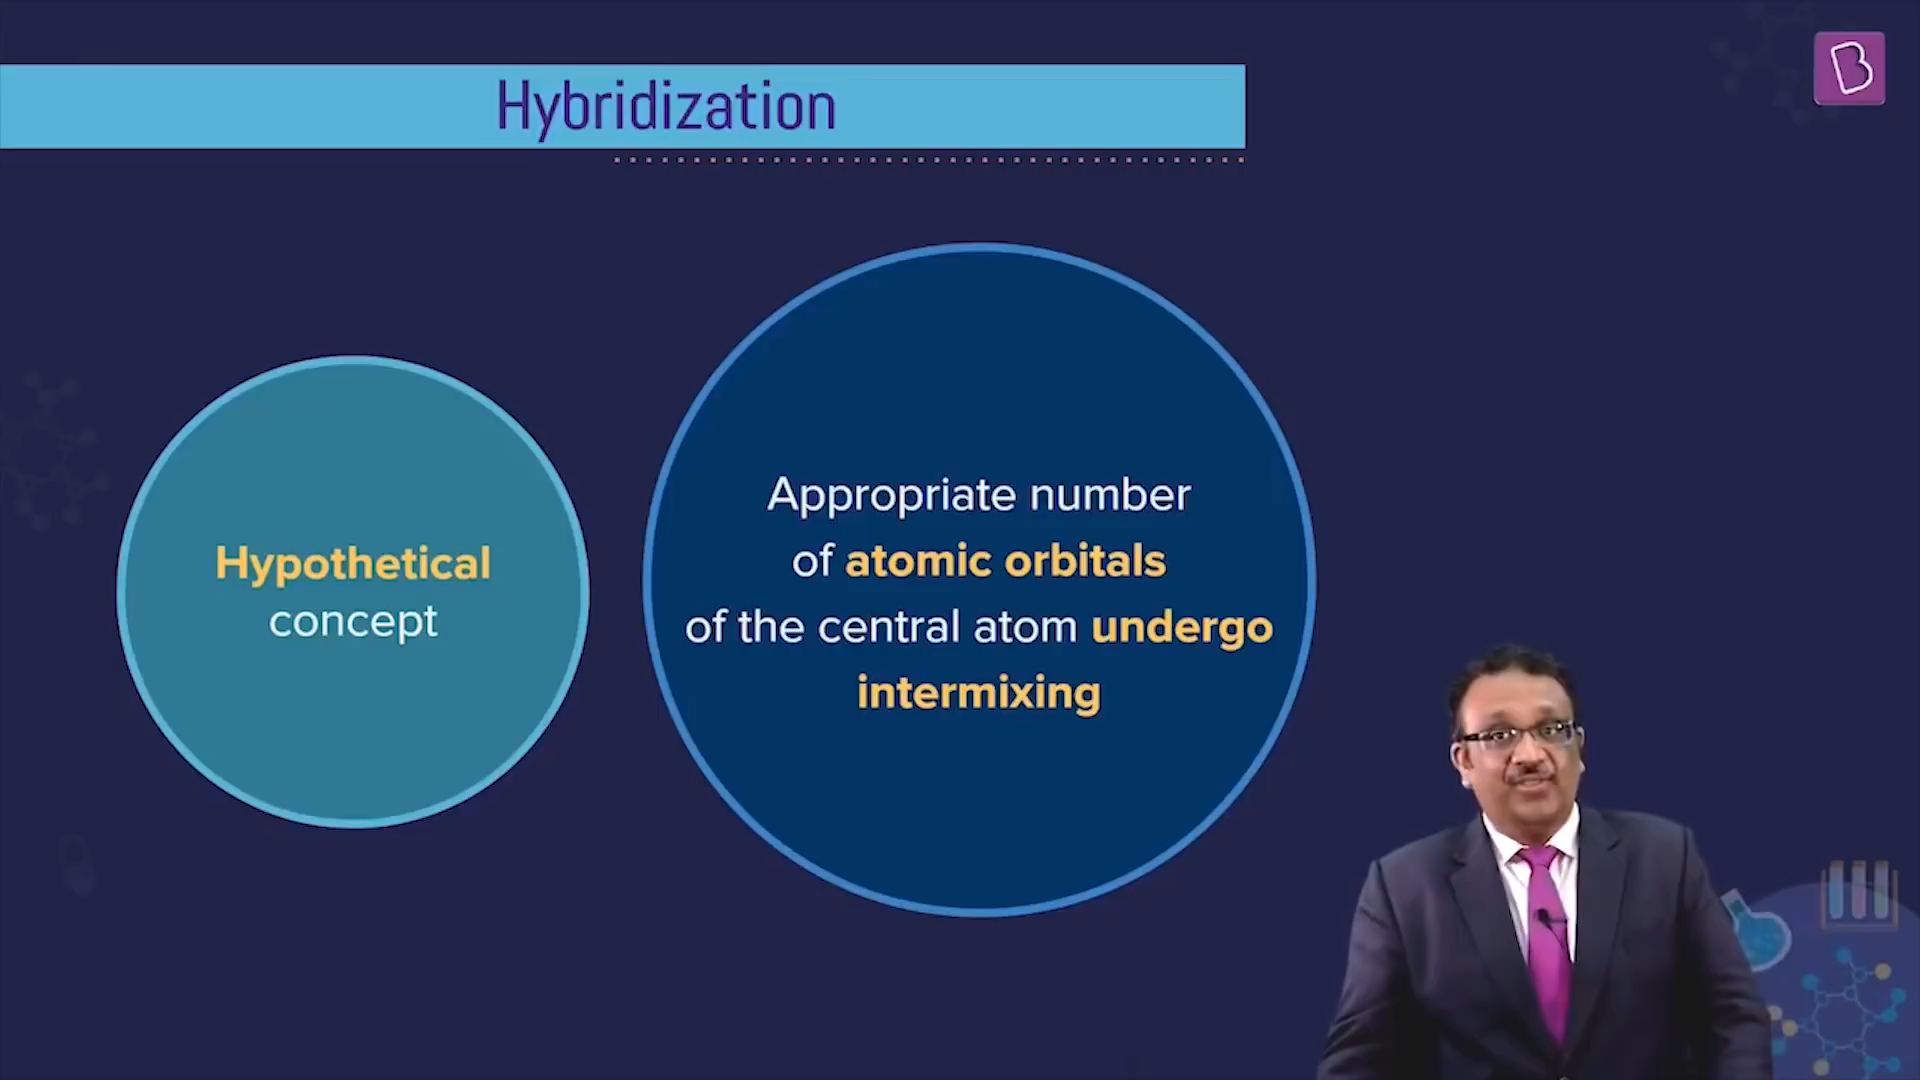 Hybridization
Hypothetical
concept
Appropriate number
of atomic orbitals
of the central atom undergo
intermixing
B